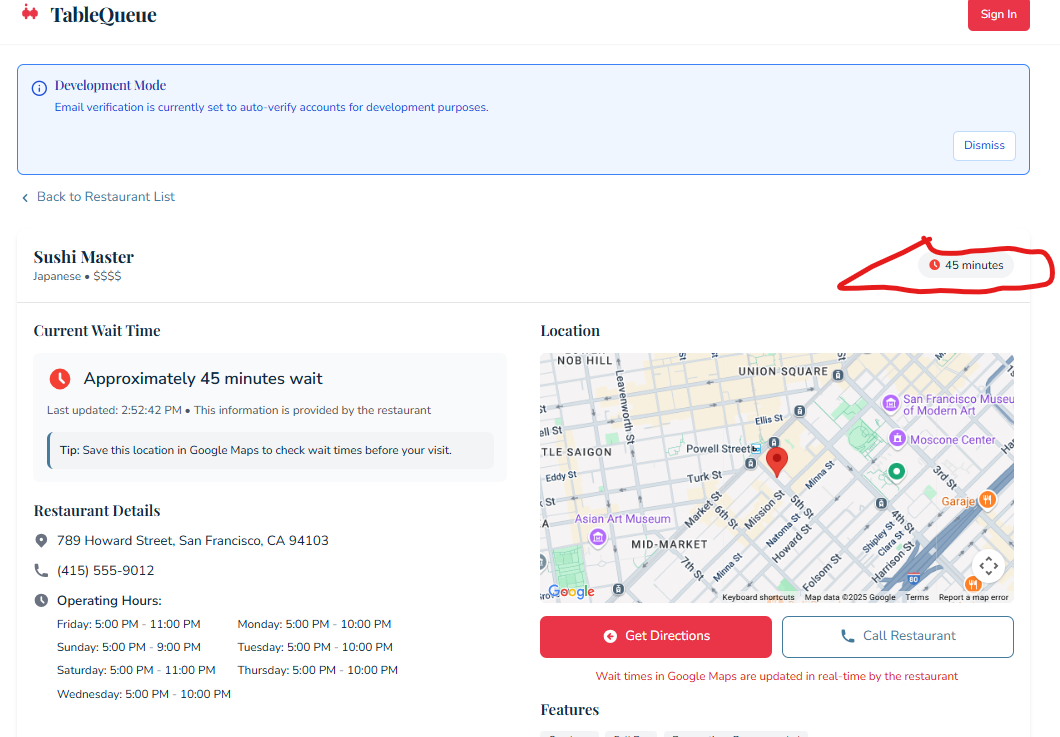 TableQueue
Sign In
Development Mode
Email verification is currently set to auto-verify accounts for development purposes.
Dismiss
Back to Restaurant List
Sushi Master
Japanese • $$$$
45 minutes
Current Wait Time
Approximately 45 minutes wait
Last updated: 2:52:42 PM • This information is provided by the restaurant
Tip: Save this location in Google Maps to check wait times before your visit.
Restaurant Details
789 Howard Street, San Francisco, CA 94103
(415) 555-9012
Operating Hours:
Friday: 5:00 PM - 11:00 PM
Monday: 5:00 PM - 10:00 PM
Sunday: 5:00 PM - 9:00 PM
Tuesday: 5:00 PM - 10:00 PM
Saturday: 5:00 PM - 11:00 PM
Thursday: 5:00 PM - 10:00 PM
Wednesday: 5:00 PM - 10:00 PM
Location
NOB HILL
UNION SQUARE
Leavenworth St
San Francisco Museu
of Modern Art
Ellis St
Moscone Center
Powell Street
TLE SAIGON
Eddy St
Turk St
Minna St
3rd St
Garaje
Market St
Mission St
5th St
6th St
Natoma St
Howard St
4th St
Shipley St
Clara St
Harrison St
Asian Art Museum
MID-MARKET
7th St
Minna St
Folsom St
80
Google
Keyboard shortcuts
Map data ©2025 Google
Terms
Report a map error
Get Directions
Call Restaurant
Wait times in Google Maps are updated in real-time by the restaurant
Features